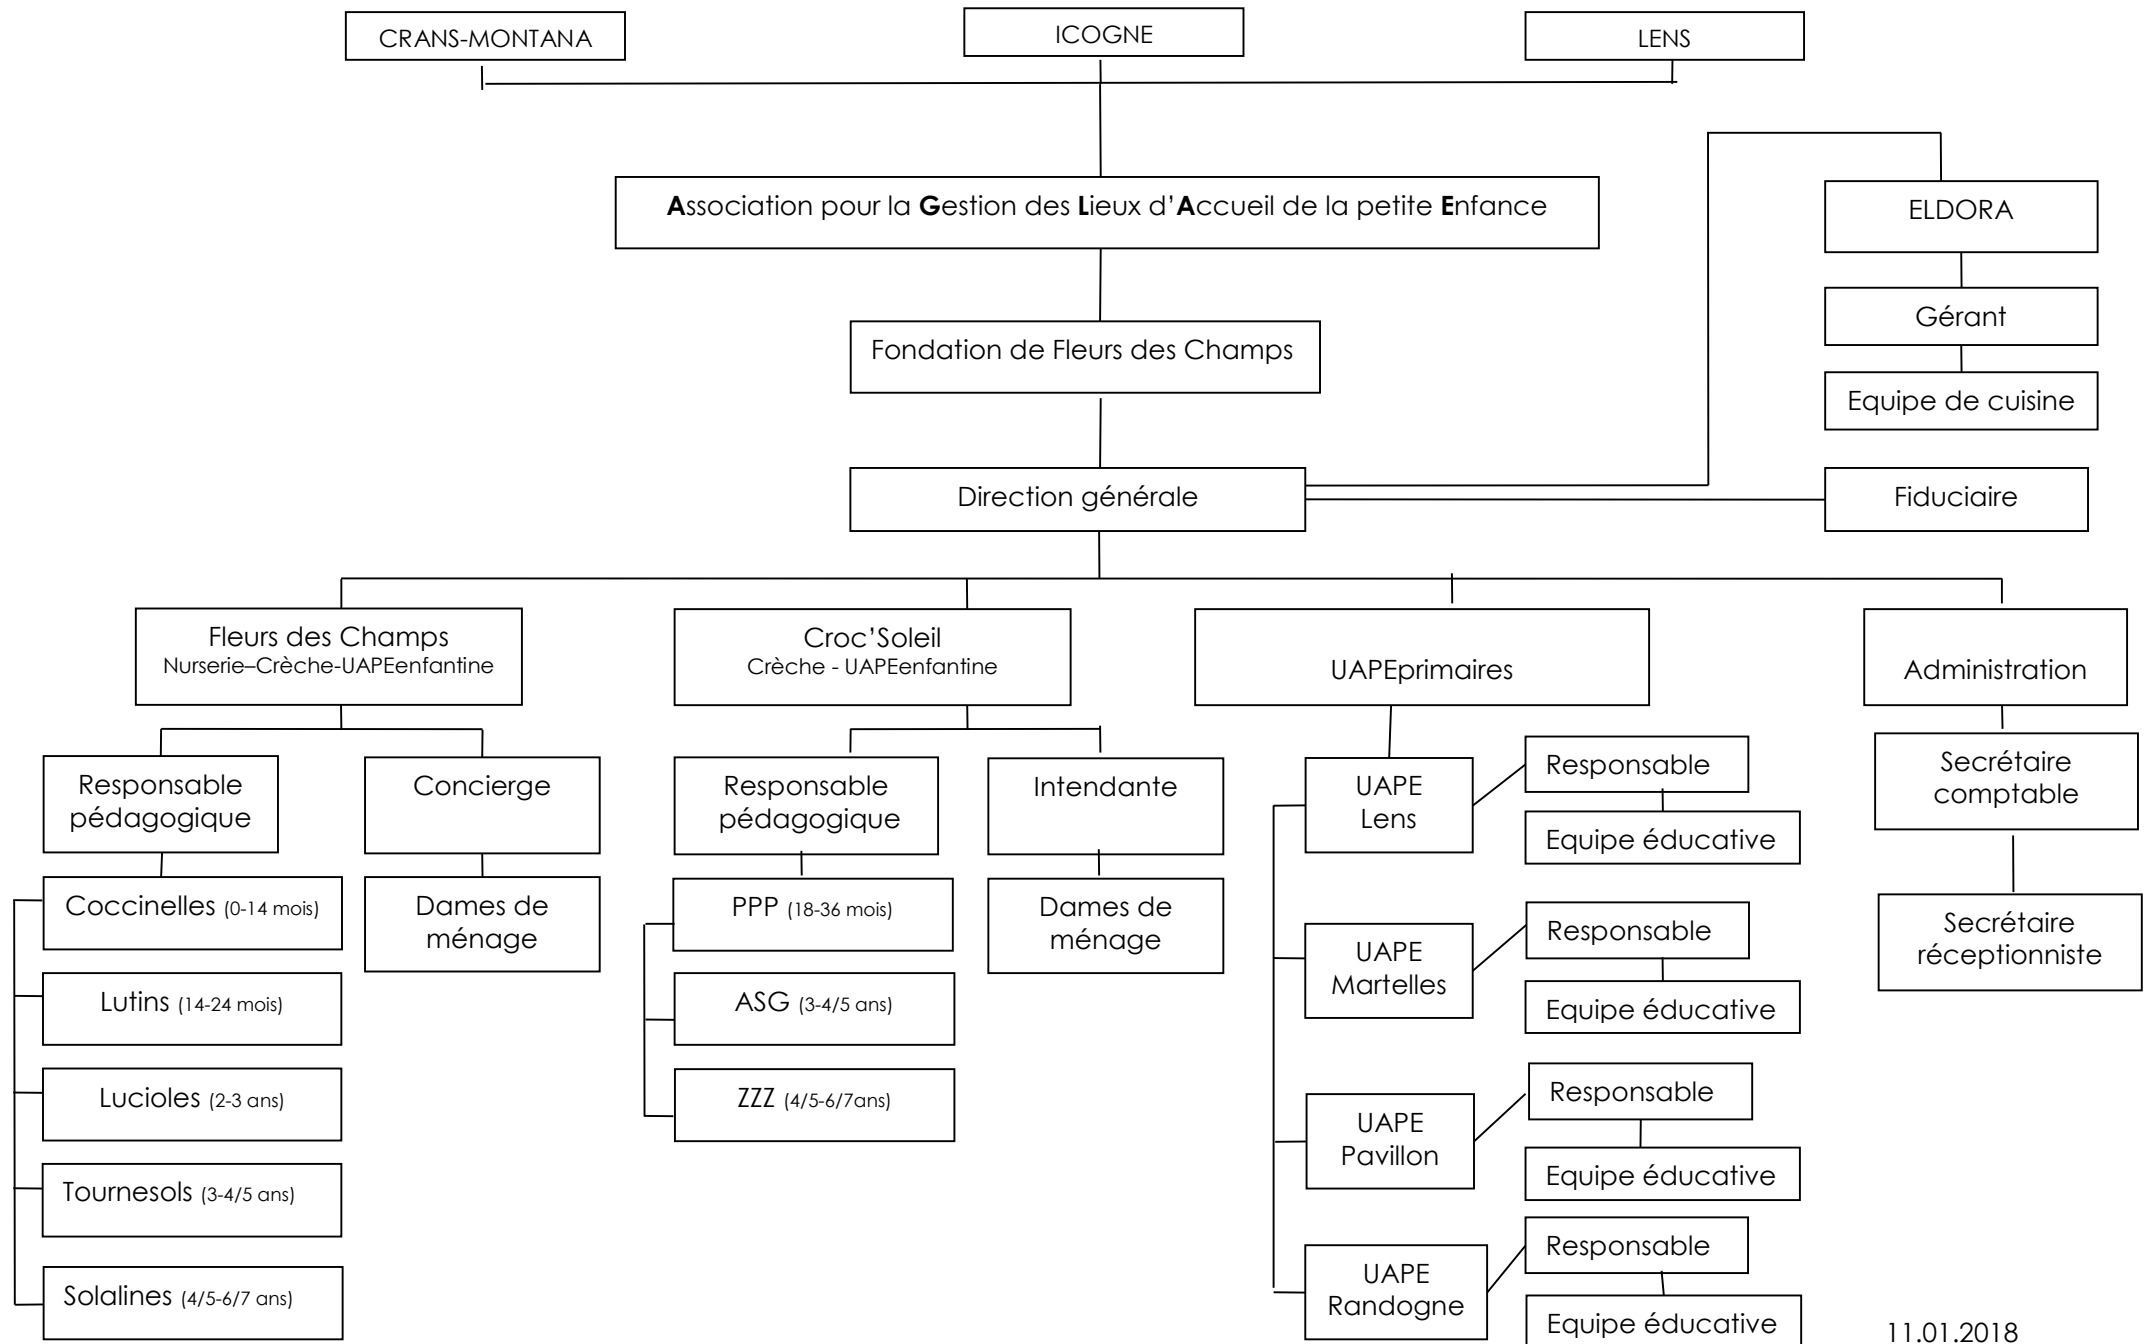 CRANS-MONTANA
ICOGNE
LENS
Association pour la Gestion des Lieux d’Accueil de la petite Enfance
ELDORA
Gérant
Equipe de cuisine
Fondation de Fleurs des Champs
Direction générale
Fiduciaire
Fleurs des Champs
Nurserie–Crèche-UAPEenfantine
Croc’Soleil
Crèche - UAPEenfantine
UAPEprimaires
Administration
Responsable
pédagogique
Concierge
Coccinelles (0-14 mois)
Dames de
ménage
Lutins (14-24 mois)
Lucioles (2-3 ans)
Tournesols (3-4/5 ans)
Solalines (4/5-6/7 ans)
Responsable
pédagogique
Intendante
PPP (18-36 mois)
Dames de
ménage
ASG (3-4/5 ans)
ZZZ (4/5-6/7ans)
UAPE
Lens
Responsable
Equipe éducative
UAPE
Martelles
Responsable
Equipe éducative
UAPE
Pavillon
Responsable
Equipe éducative
UAPE
Randogne
Responsable
Equipe éducative
Secrétaire
comptable
Secrétaire
réceptionniste
11.01.2018